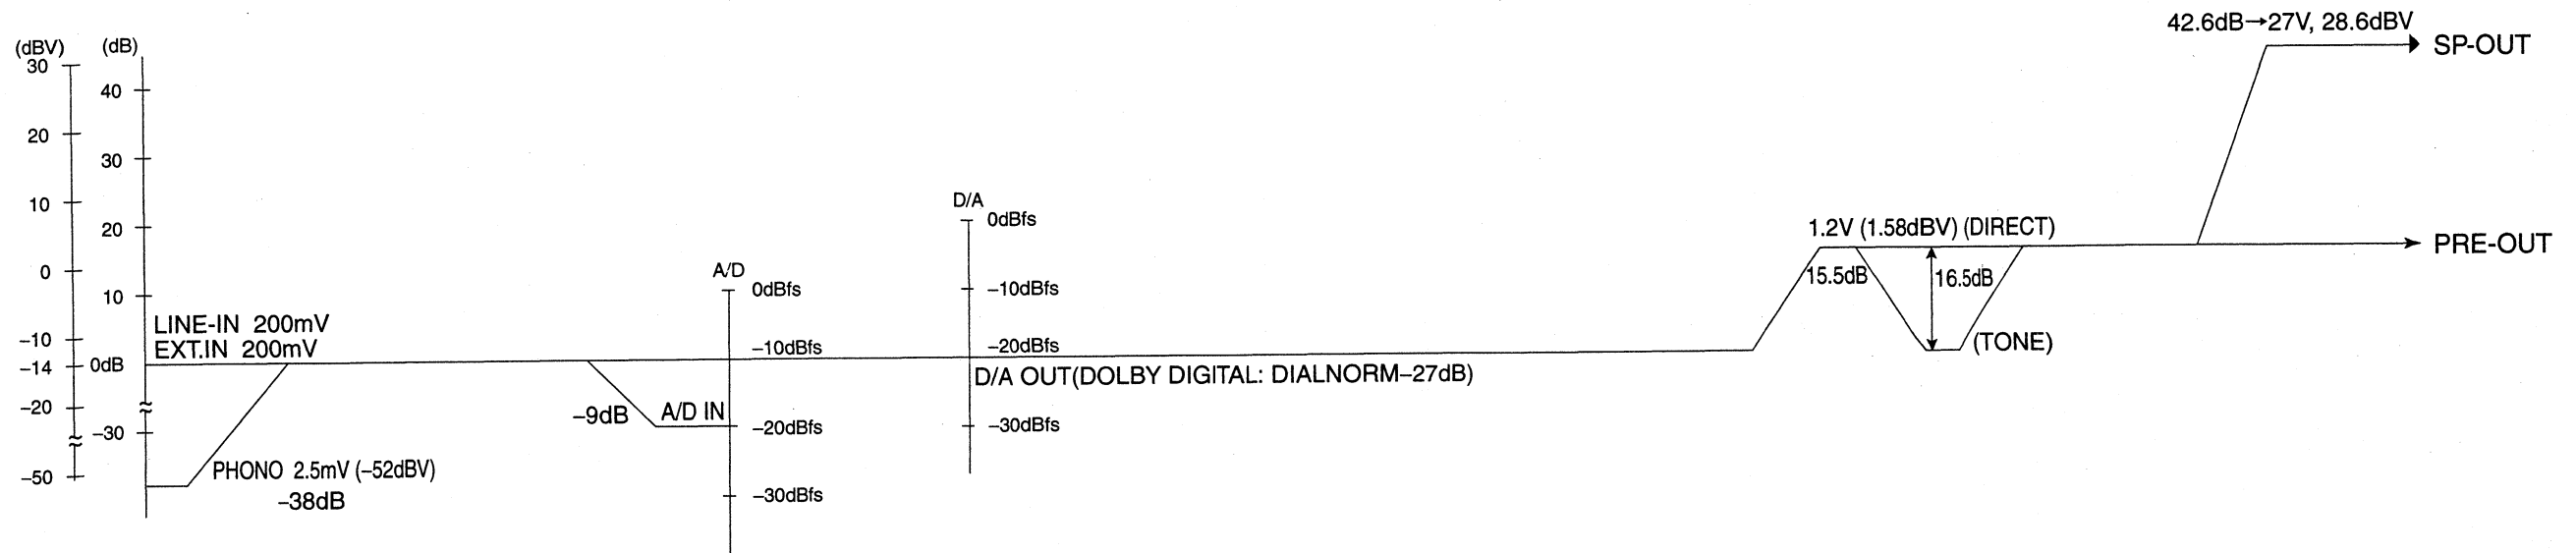 42.6dB→27V, 28.6dBV
SP-OUT
(dBV)
(dB)
30
40
20
30
10
20
0
10
−10
−14
0dB
−20
−30
−50
LINE-IN 200mV
EXT.IN 200mV
PHONO 2.5mV (−52dBV)
−38dB
−9dB
A/D IN
A/D
0dBfs
−10dBfs
−20dBfs
−30dBfs
D/A
0dBfs
−10dBfs
−20dBfs
−30dBfs
D/A OUT(DOLBY DIGITAL: DIALNORM−27dB)
1.2V (1.58dBV) (DIRECT)
15.5dB
16.5dB
(TONE)
PRE-OUT